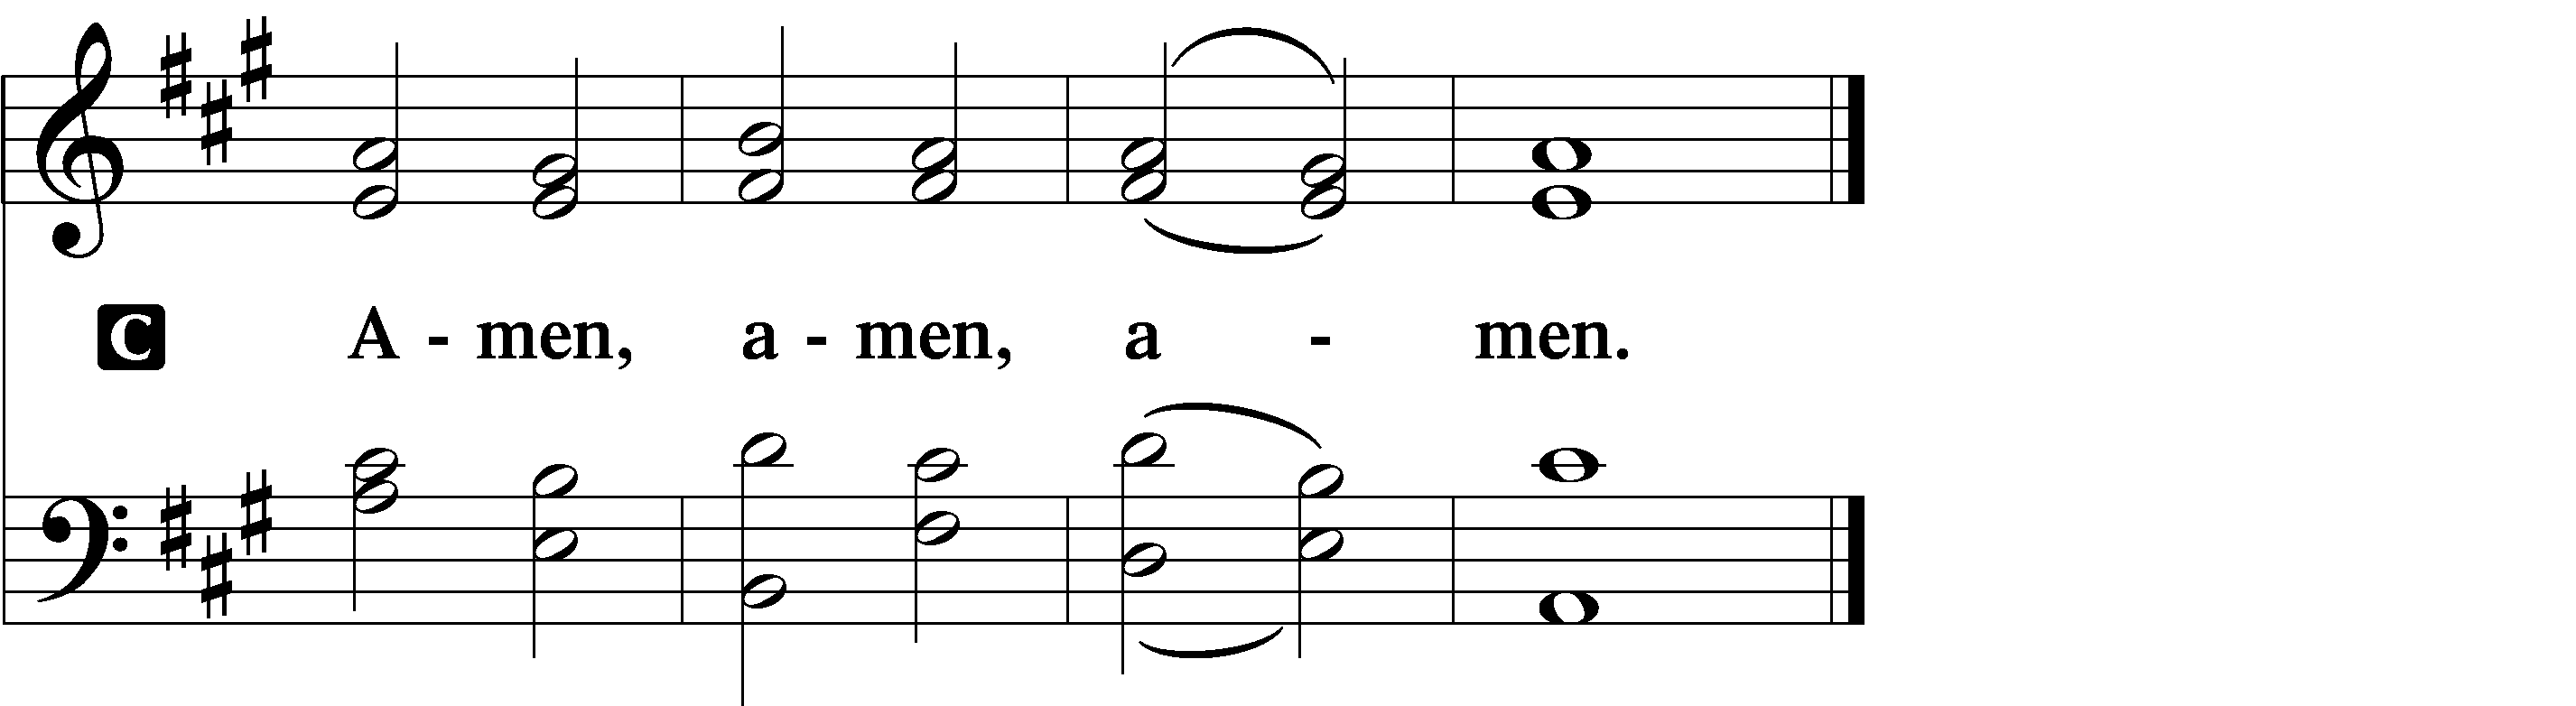 C A - men, a - men, a - men.